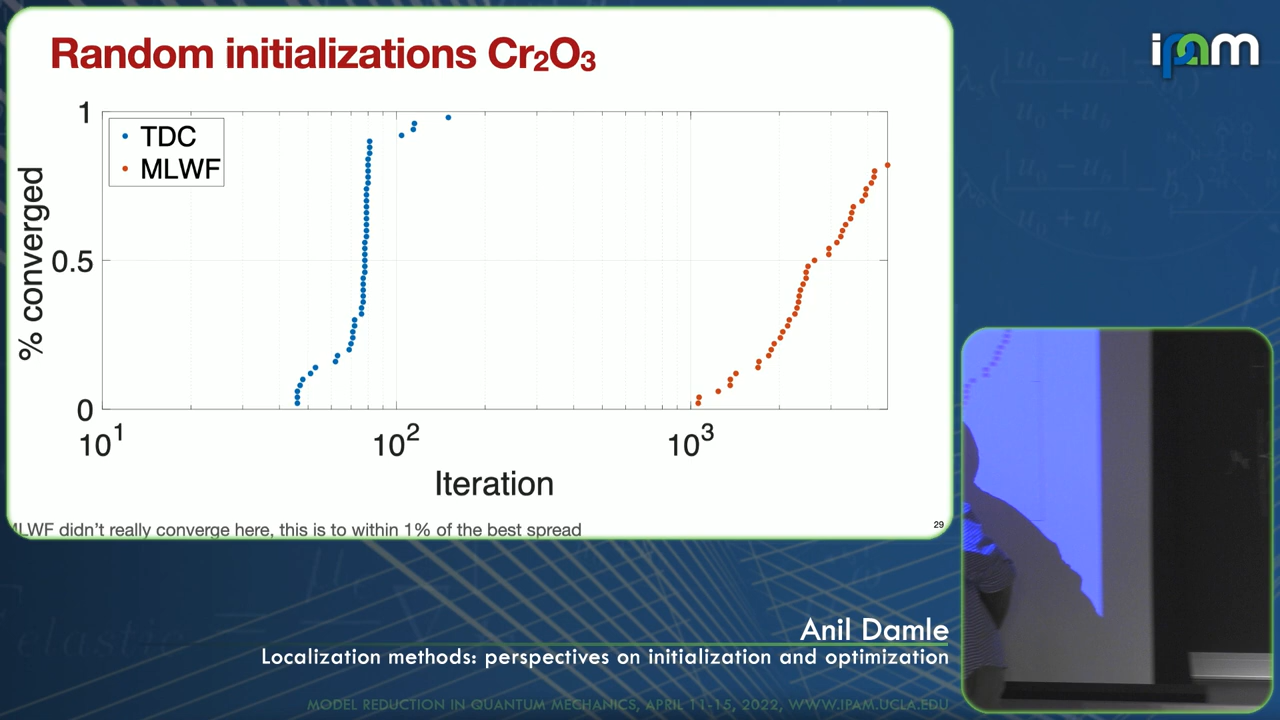 Random initializations Cr₂O₃
ipam
1
TDC
MLWF
0.5
0
% converged
10¹
10²
10³
Iteration
MLWF didn't really converge here, this is to within 1% of the best spread
29
Anil Damle
Localization methods: perspectives on initialization and optimization
MODEL REDUCTION IN QUANTUM MECHANICS, APRIL 11-15, 2022, WWW.IPAM.UCLA.EDU